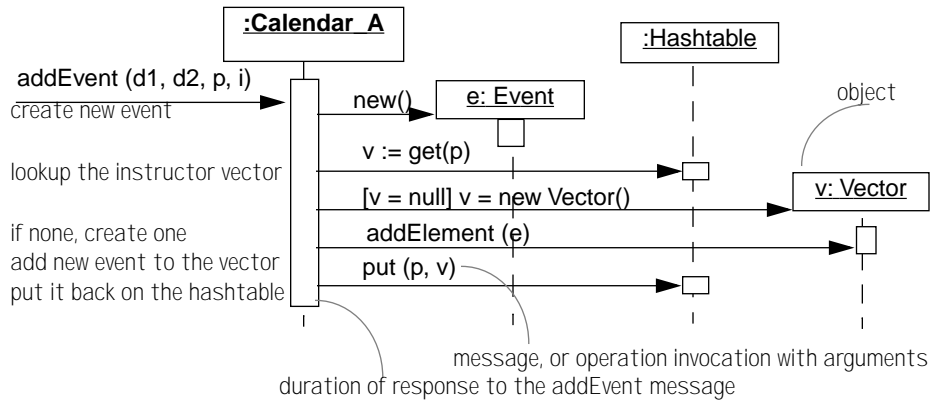 :Calendar_A
:Hashtable
addEvent (d1, d2, p, i)
create new event
new()
e: Event
object
lookup the instructor vector
v := get(p)
[v = null] v = new Vector()
v: Vector
if none, create one
addElement (e)
add new event to the vector
put (p, v)
put it back on the hashtable
message, or operation invocation with arguments
duration of response to the addEvent message